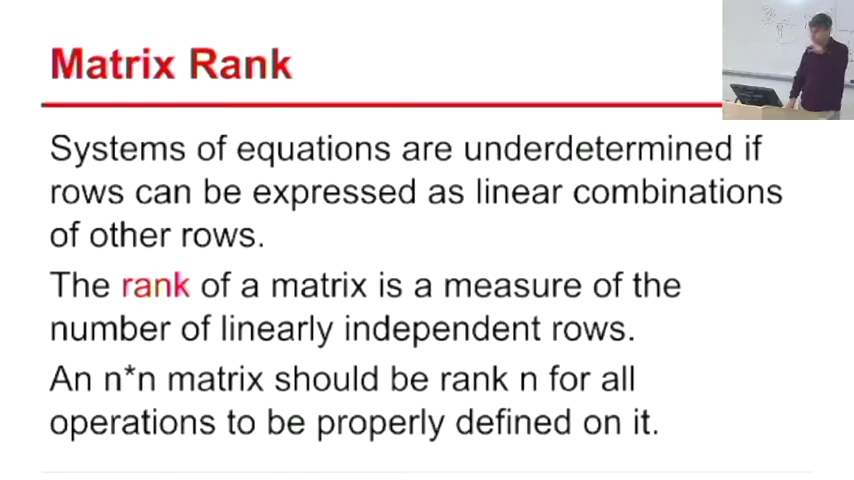 Matrix Rank
Systems of equations are underdetermined if
rows can be expressed as linear combinations
of other rows.
The rank of a matrix is a measure of the
number of linearly independent rows.
An n*n matrix should be rank n for all
operations to be properly defined on it.